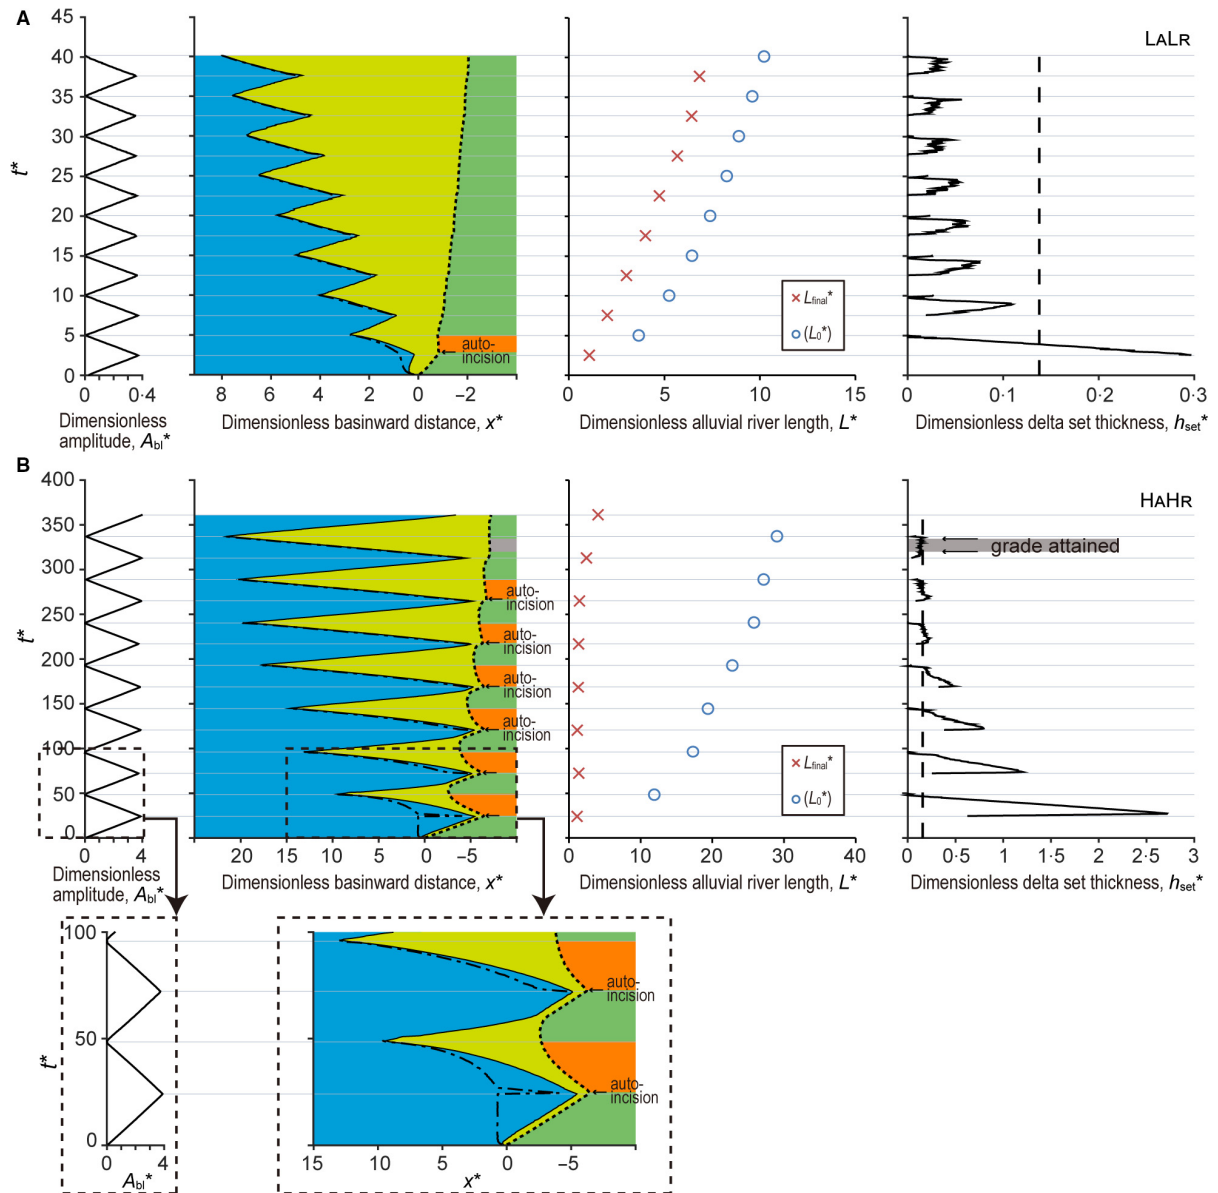 A
LALR
45
40
35
30
25
20
15
10
5
0
t*
0 0·4
Dimensionless
amplitude, Abl*
auto-
incision
8 6 4 2 0 −2
Dimensionless basinward distance, x*
× Lfinal*
○ (L0*)
0 5 10 15
Dimensionless alluvial river length, L*
0 0·1 0·2 0·3
Dimensionless delta set thickness, hset*
B
HAHR
400
350
300
250
200
150
100
50
0
t*
0 4
Dimensionless
amplitude, Abl*
auto-
incision
auto-
incision
auto-
incision
auto-
incision
20 15 10 5 0 −5
Dimensionless basinward distance, x*
× Lfinal*
○ (L0*)
0 10 20 30 40
Dimensionless alluvial river length, L*
grade attained
0 0·5 1 1·5 2 2·5 3
Dimensionless delta set thickness, hset*
100
50
0
t*
0 4
Abl*
auto-
incision
auto-
incision
15 10 5 0 −5
x*